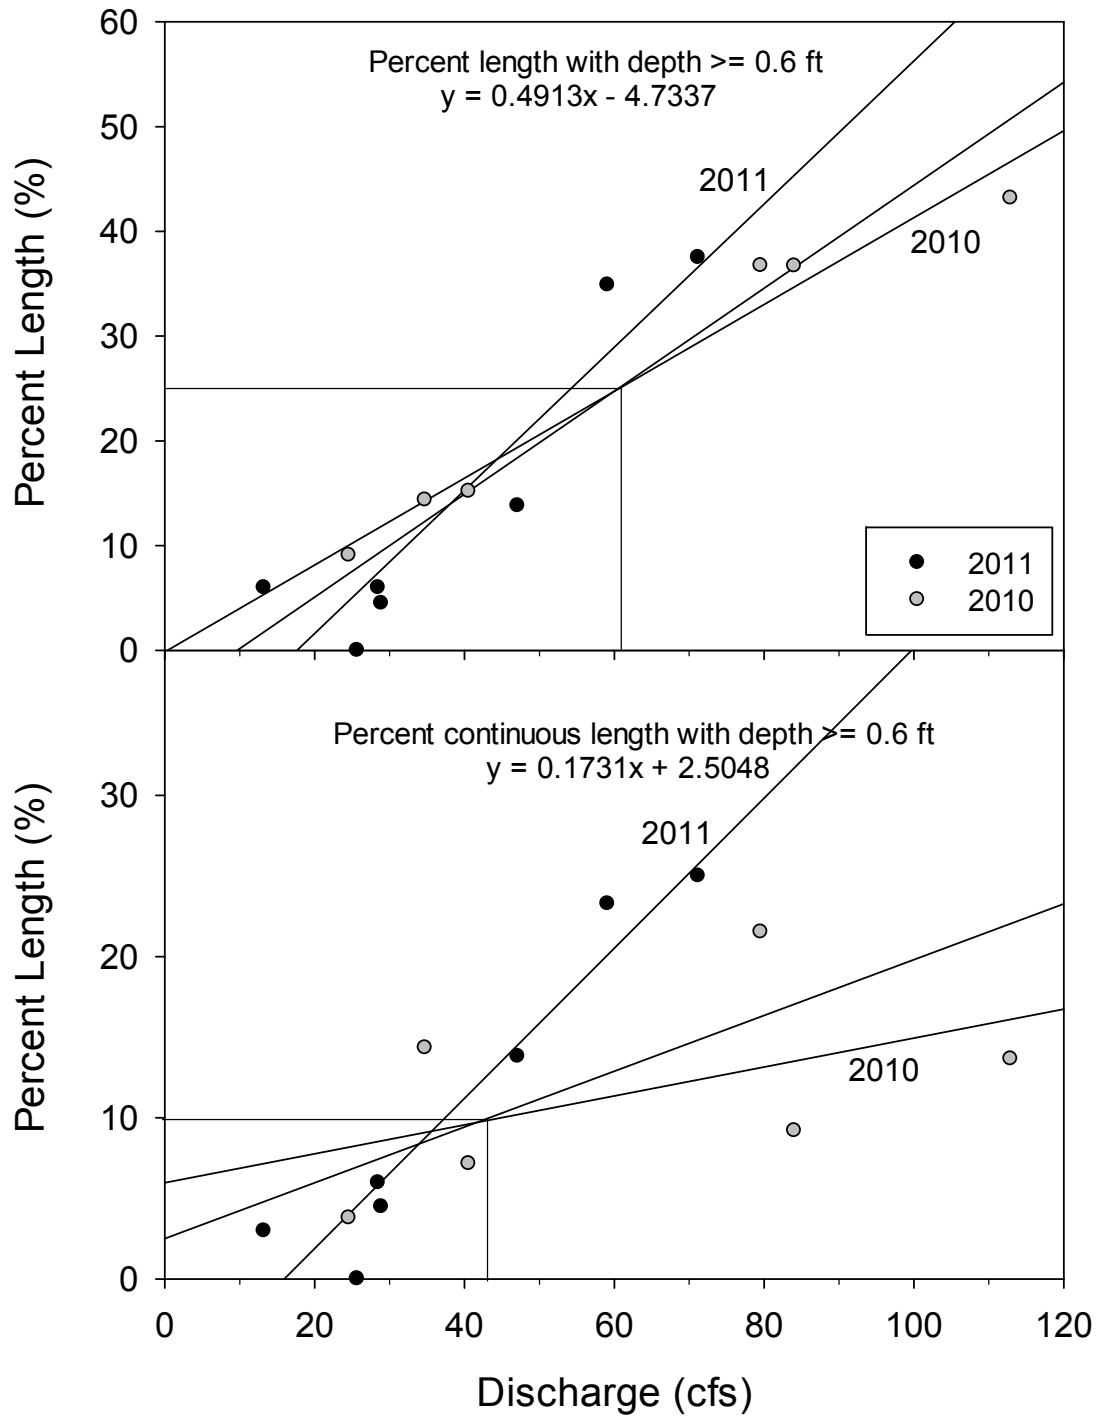 60
Percent length with depth >= 0.6 ft
y = 0.4913x - 4.7337
50
2011
40
2010
30
20
10
0
Percent Length (%)
2011
2010
Percent continuous length with depth >= 0.6 ft
y = 0.1731x + 2.5048
30
2011
20
2010
10
0
Percent Length (%)
0 20 40 60 80 100 120
Discharge (cfs)